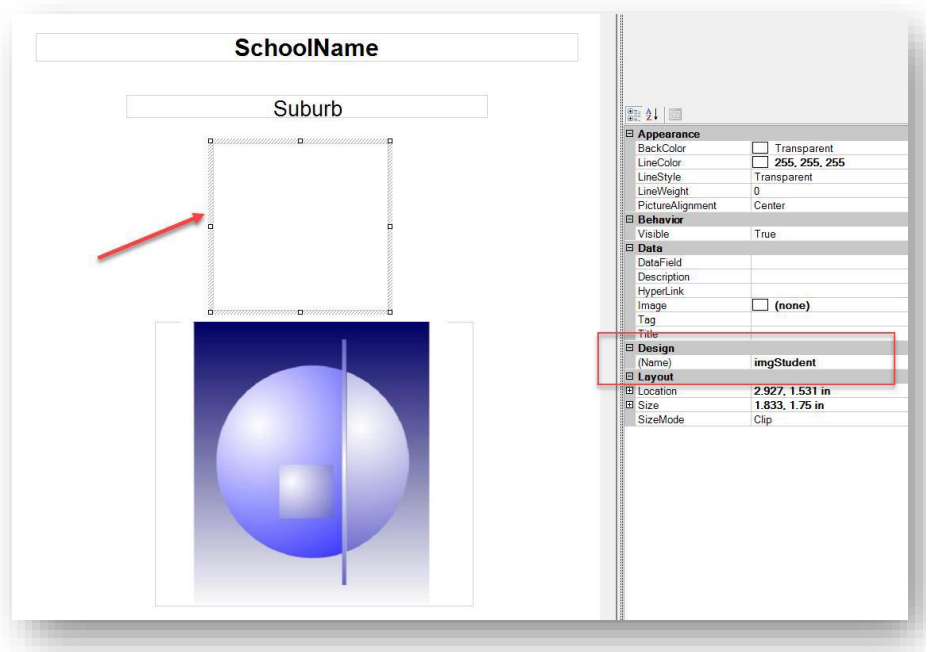 SchoolName
Suburb
Appearance
BackColor Transparent
LineColor 255, 255, 255
LineStyle Transparent
LineWeight 0
PictureAlignment Center
Behavior
Visible True
Data
DataField
Description
HyperLink
Image (none)
Tag
Title
Design
(Name) imgStudent
Layout
Location 2.927, 1.531 in
Size 1.833, 1.75 in
SizeMode Clip